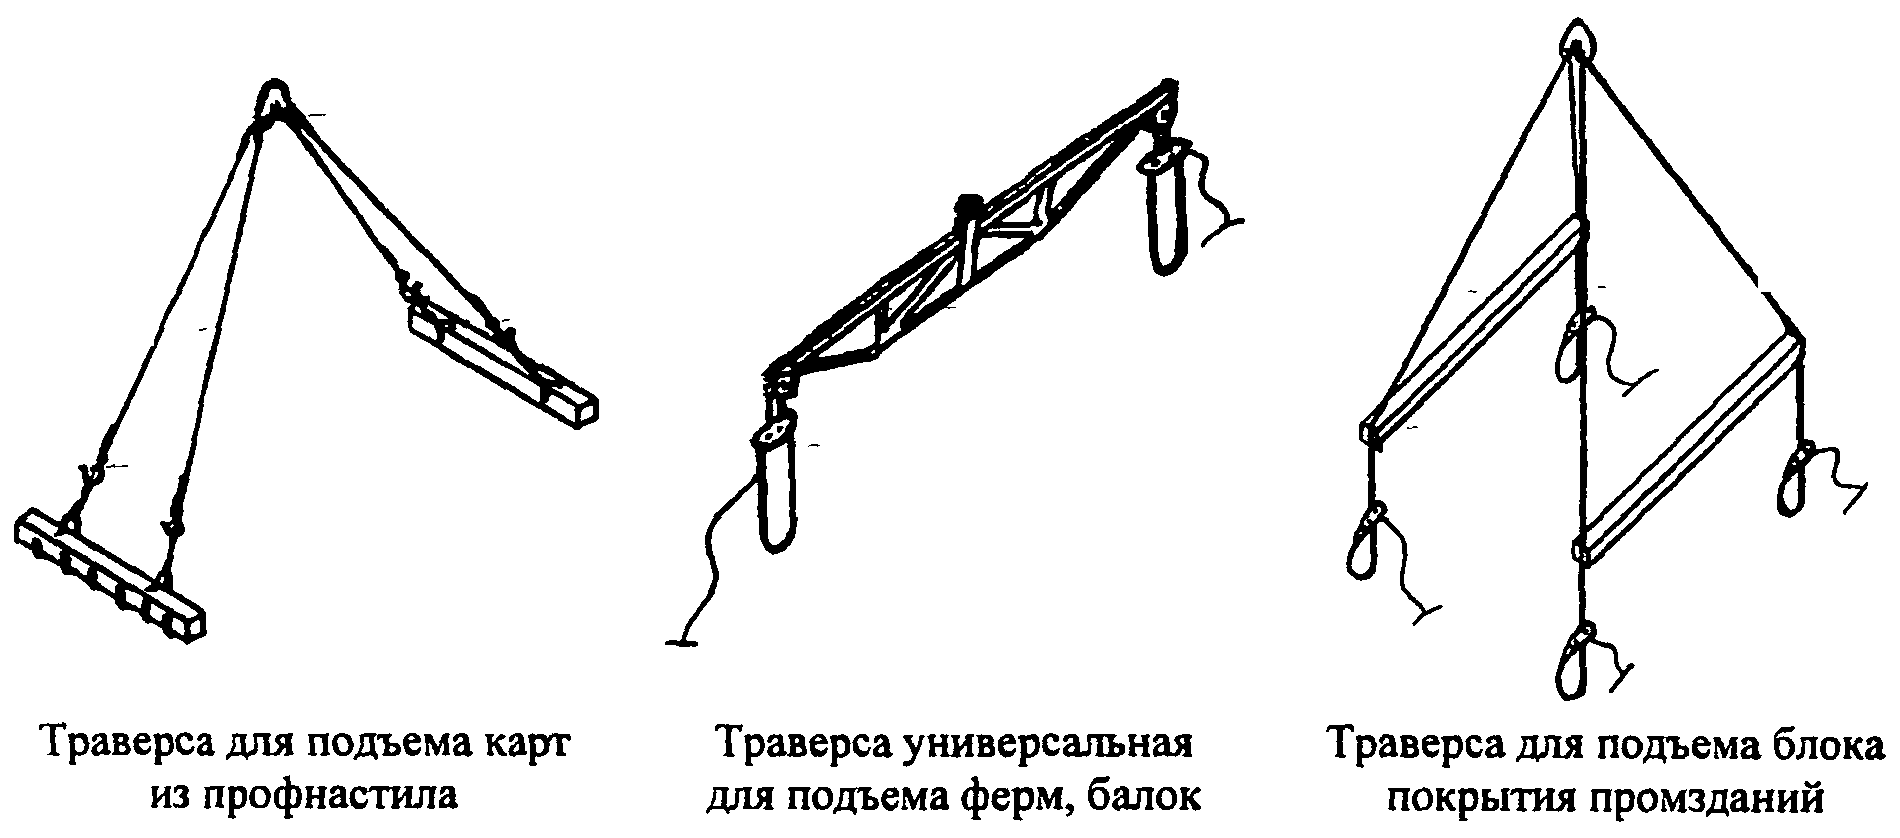 Траверса для подъема карт
из профнастила
Траверса универсальная
для подъема ферм, балок
Траверса для подъема блока
покрытия промзданий